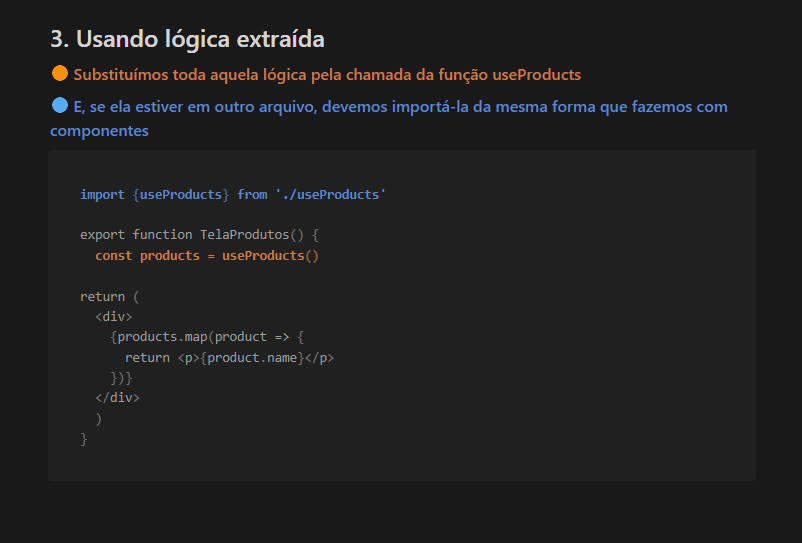 3. Usando lógica extraída
Substituímos toda aquela lógica pela chamada da função useProducts
E, se ela estiver em outro arquivo, devemos importá-la da mesma forma que fazemos com
componentes
import {useProducts} from './useProducts'
export function TelaProdutos() {
const products = useProducts()
return (
<div>
{products.map(product => {
return <p>{product.name}</p>
})}
</div>
)
}